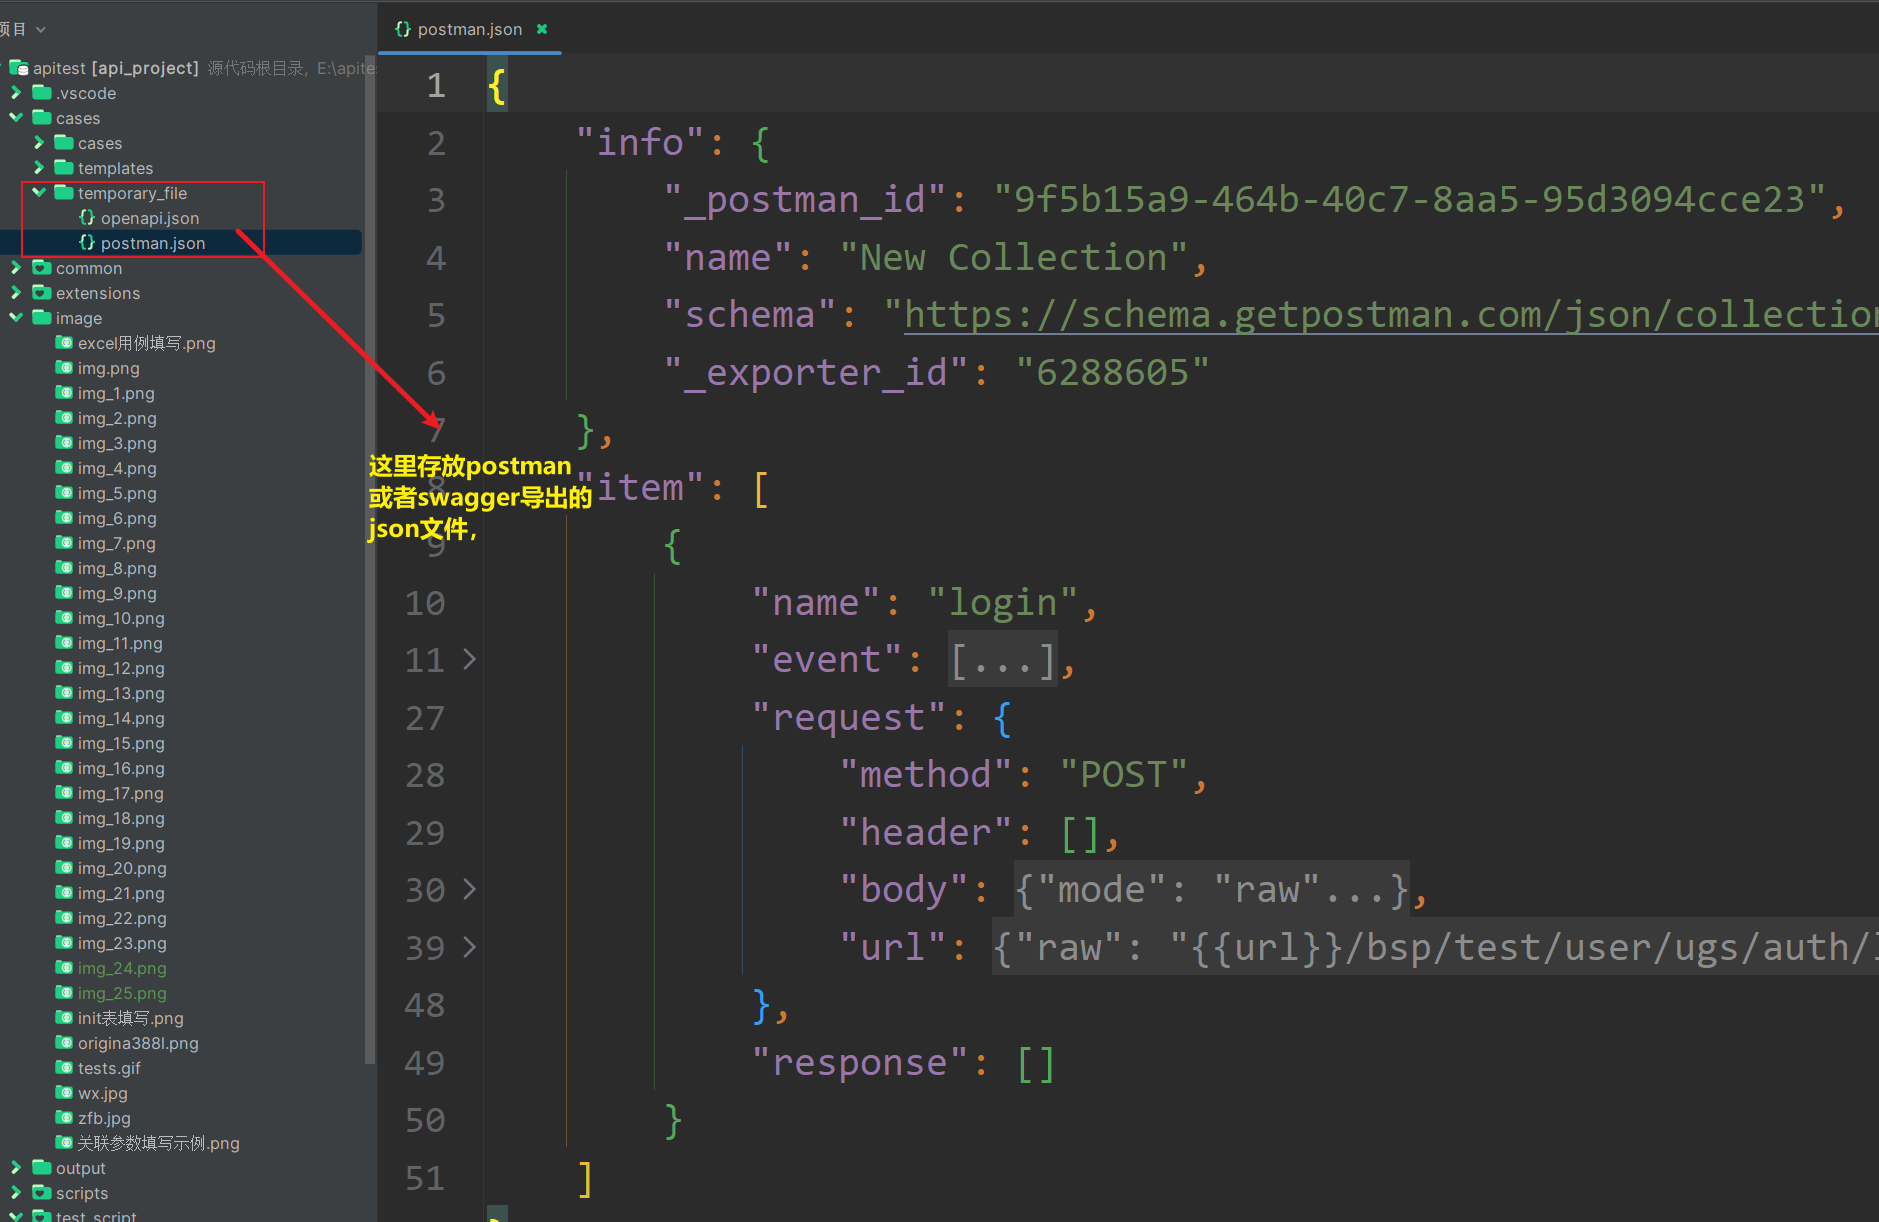 项目
apitest [api_project] 源代码根目录, E:\apite
.vscode
cases
cases
templates
temporary_file
openapi.json
postman.json
common
extensions
image
excel用例填写.png
img.png
img_1.png
img_2.png
img_3.png
img_4.png
img_5.png
img_6.png
img_7.png
img_8.png
img_9.png
img_10.png
img_11.png
img_12.png
img_13.png
img_14.png
img_15.png
img_16.png
img_17.png
img_18.png
img_19.png
img_20.png
img_21.png
img_22.png
img_23.png
img_24.png
img_25.png
init表填写.png
origina388l.png
tests.gif
wx.jpg
zfb.jpg
关联参数填写示例.png
output
scripts
test_script
postman.json
1 {
2 "info": {
3 "_postman_id": "9f5b15a9-464b-40c7-8aa5-95d3094cce23",
4 "name": "New Collection",
5 "schema": "https://schema.getpostman.com/json/collection
6 "_exporter_id": "6288605"
7 },
8 "item": [
9 {
10 "name": "login",
11 "event": [...],
27 "request": {
28 "method": "POST",
29 "header": [],
30 "body": {"mode": "raw"...},
39 "url": {"raw": "{{url}}/bsp/test/user/ugs/auth/l
48 },
49 "response": []
50 }
51 ]
这里存放postman
或者swagger导出的
json文件，